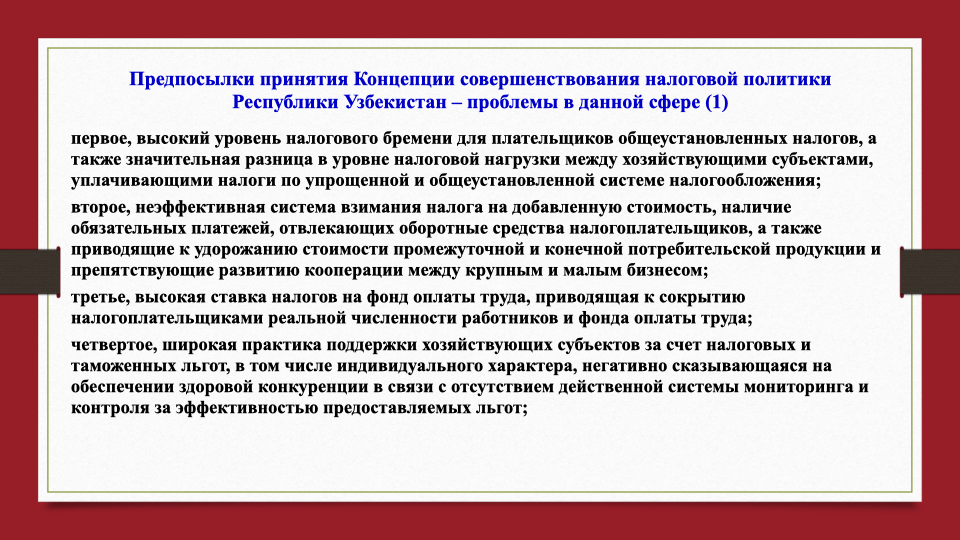 Предпосылки принятия Концепции совершенствования налоговой политики
Республики Узбекистан – проблемы в данной сфере (1)
первое, высокий уровень налогового бремени для плательщиков общеустановленных налогов, а
также значительная разница в уровне налоговой нагрузки между хозяйствующими субъектами,
уплачивающими налоги по упрощенной и общеустановленной системе налогообложения;
второе, неэффективная система взимания налога на добавленную стоимость, наличие
обязательных платежей, отвлекающих оборотные средства налогоплательщиков, а также
приводящие к удорожанию стоимости промежуточной и конечной потребительской продукции и
препятствующие развитию кооперации между крупным и малым бизнесом;
третье, высокая ставка налогов на фонд оплаты труда, приводящая к сокрытию
налогоплательщиками реальной численности работников и фонда оплаты труда;
четвертое, широкая практика поддержки хозяйствующих субъектов за счет налоговых и
таможенных льгот, в том числе индивидуального характера, негативно сказывающаяся на
обеспечении здоровой конкуренции в связи с отсутствием действенной системы мониторинга и
контроля за эффективностью предоставляемых льгот;